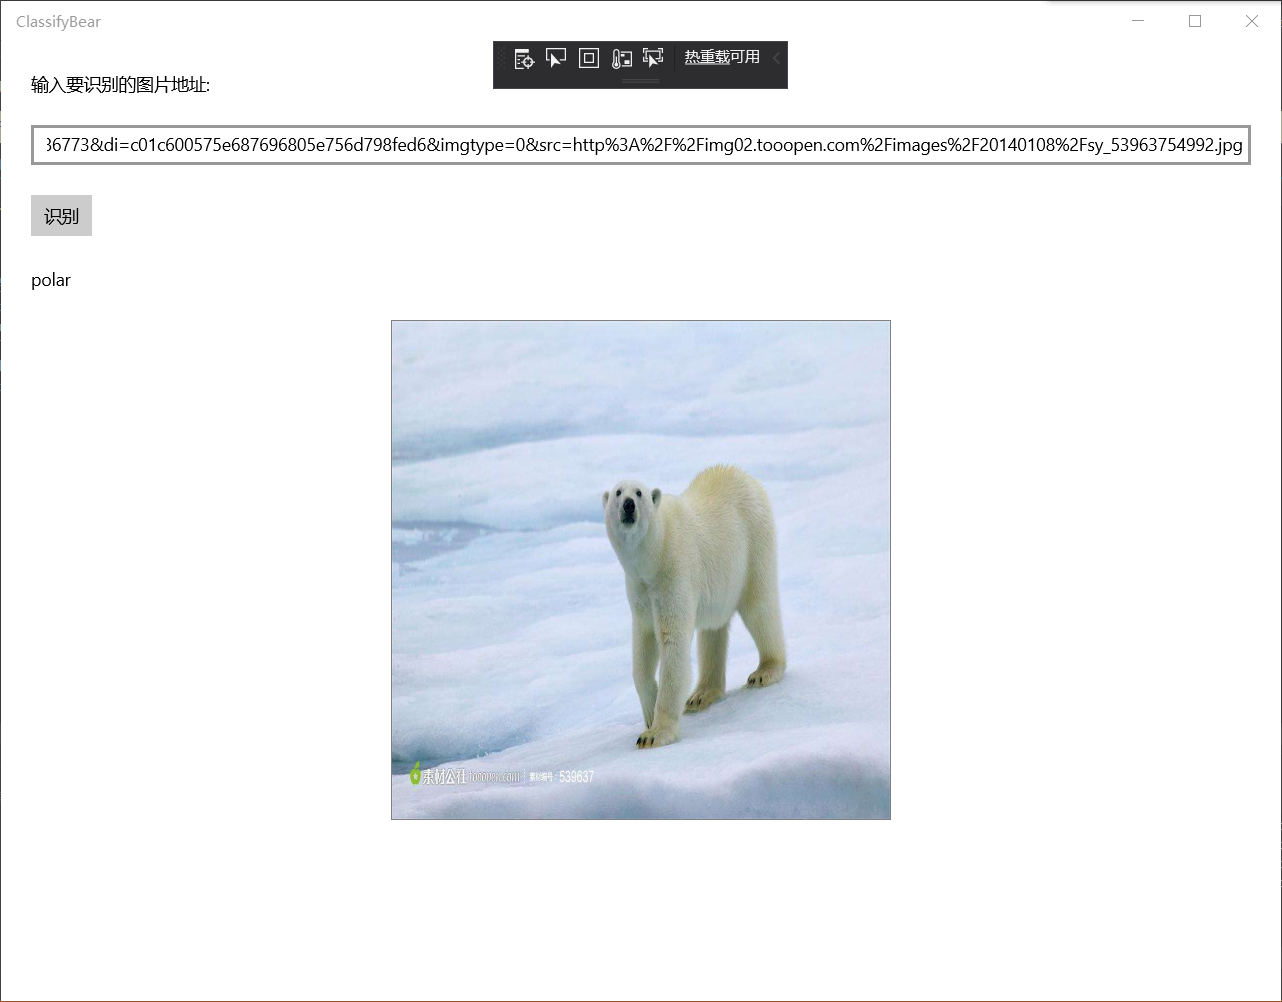 ClassifyBear
热重载可用
输入要识别的图片地址:
36773&di=c01c600575e687696805e756d798fed6&imgtype=0&src=http%3A%2F%2Fimg02.tooopen.com%2Fimages%2F20140108%2Fsy_53963754992.jpg
识别
polar
素材公社 tooopen.com 素材编号:539637